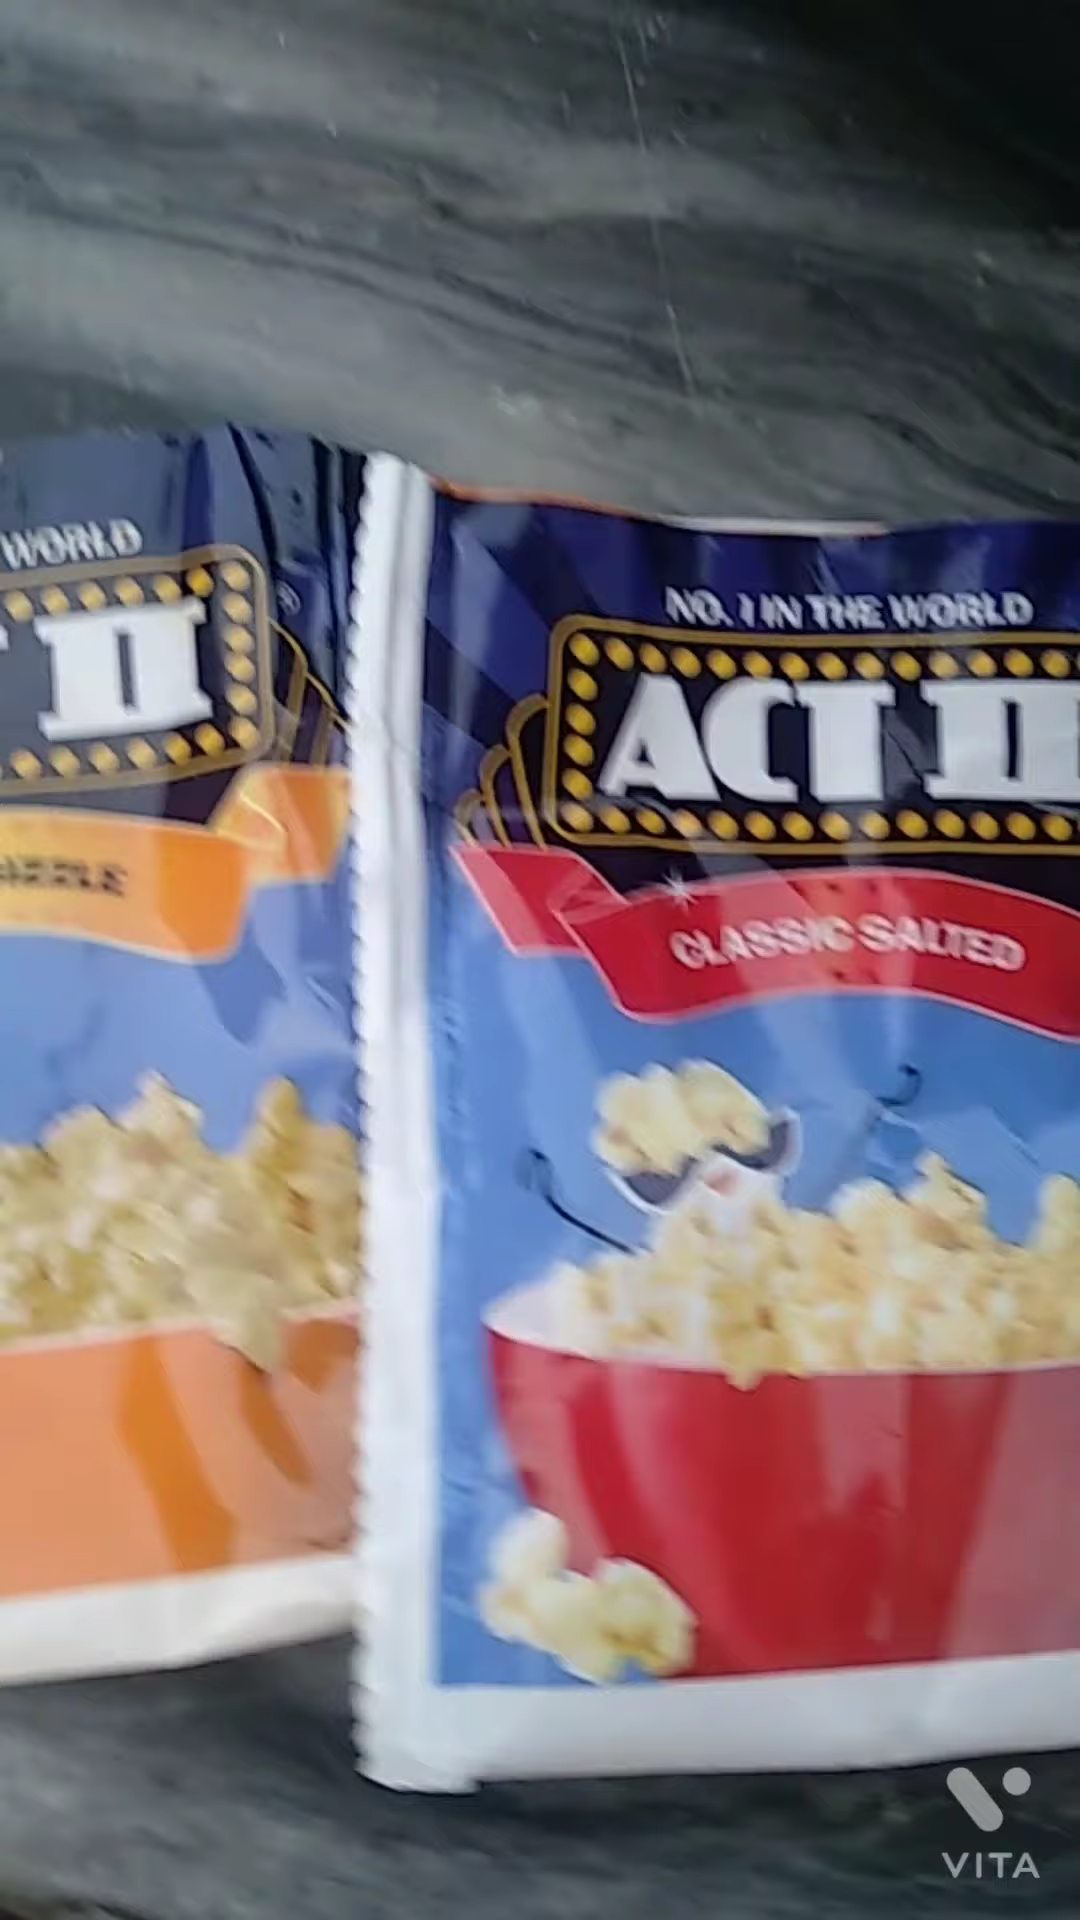 WORLD
II
NO. 1 IN THE WORLD
ACT II
CLASSIC SALTED
VITA